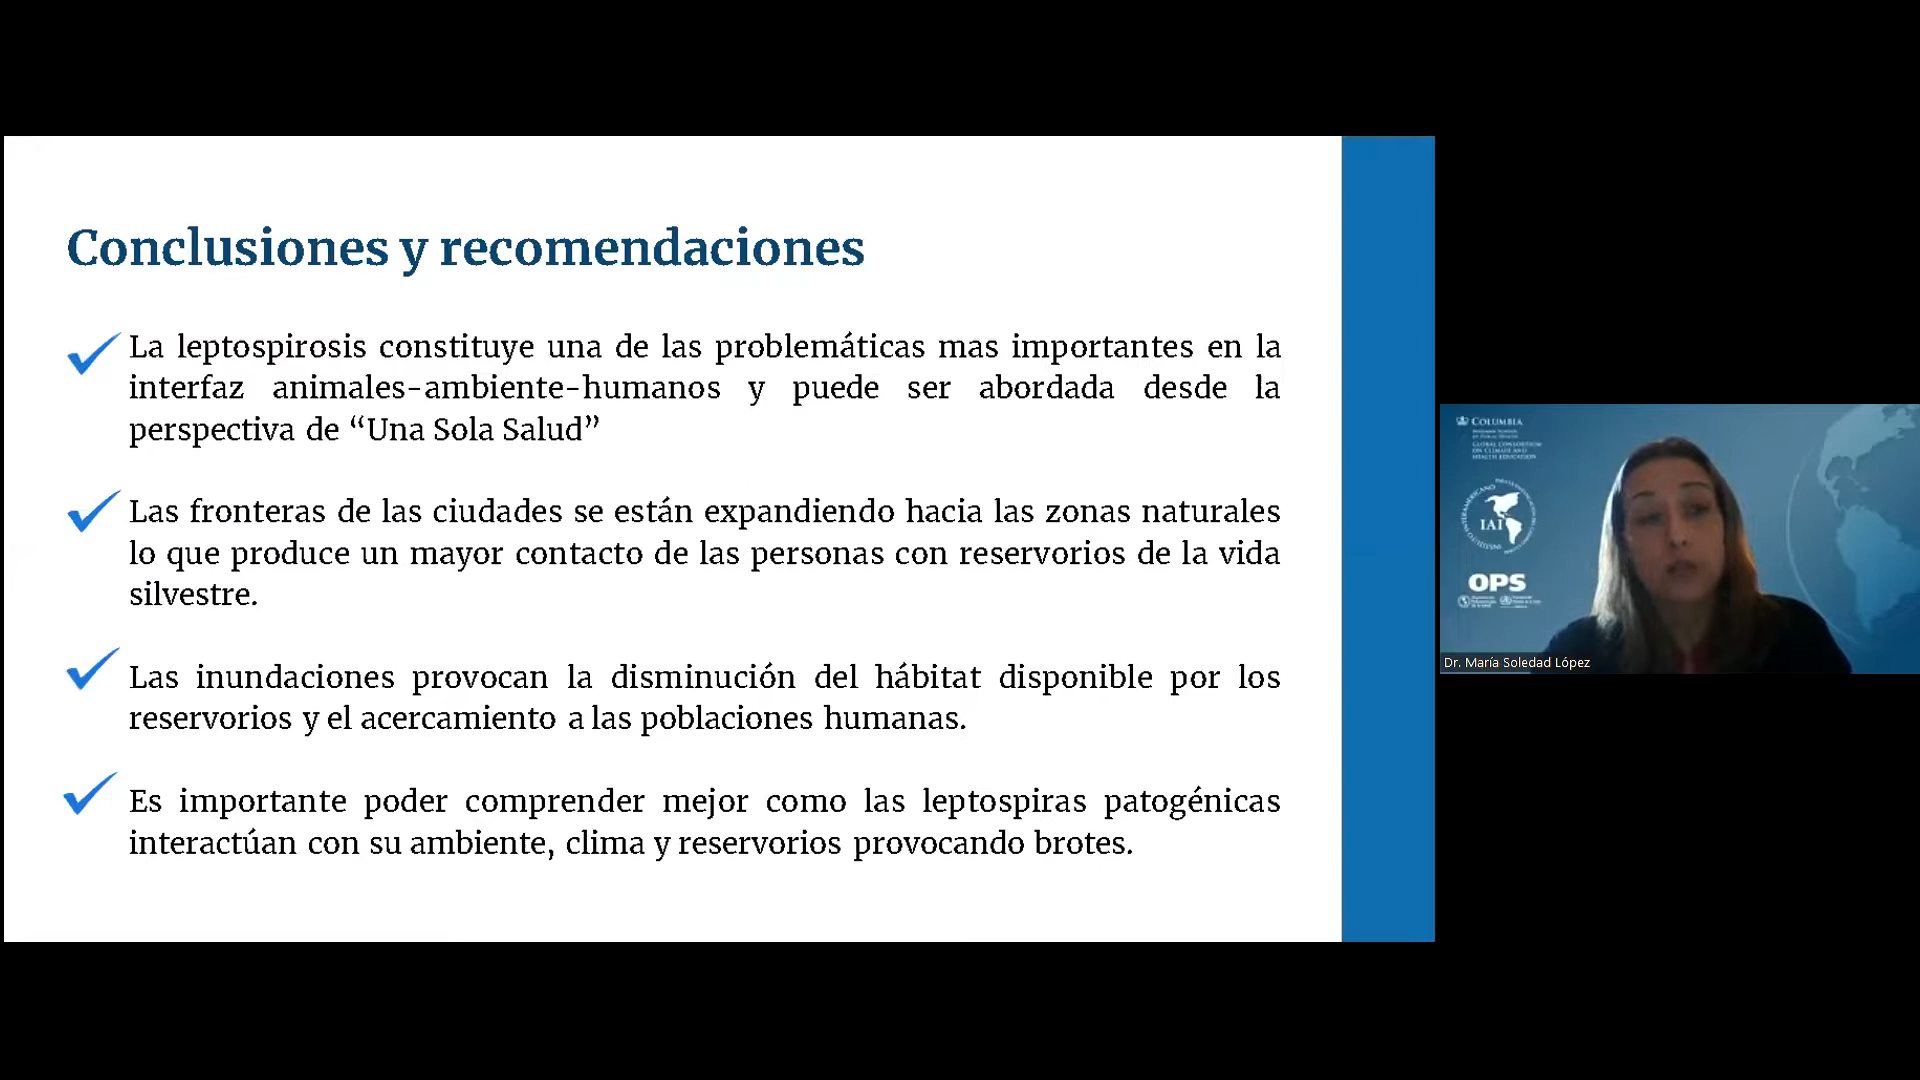 Conclusiones y recomendaciones
La leptospirosis constituye una de las problemáticas mas importantes en la
interfaz animales-ambiente-humanos y puede ser abordada desde la
perspectiva de “Una Sola Salud”
Las fronteras de las ciudades se están expandiendo hacia las zonas naturales
lo que produce un mayor contacto de las personas con reservorios de la vida
silvestre.
Las inundaciones provocan la disminución del hábitat disponible por los
reservorios y el acercamiento a las poblaciones humanas.
Es importante poder comprender mejor como las leptospiras patogénicas
interactúan con su ambiente, clima y reservorios provocando brotes.
COLUMBIA
GLOBAL CONSORTIUM
ON CLIMATE AND
HEALTH EDUCATION
IAI
OPS
Dr. María Soledad López